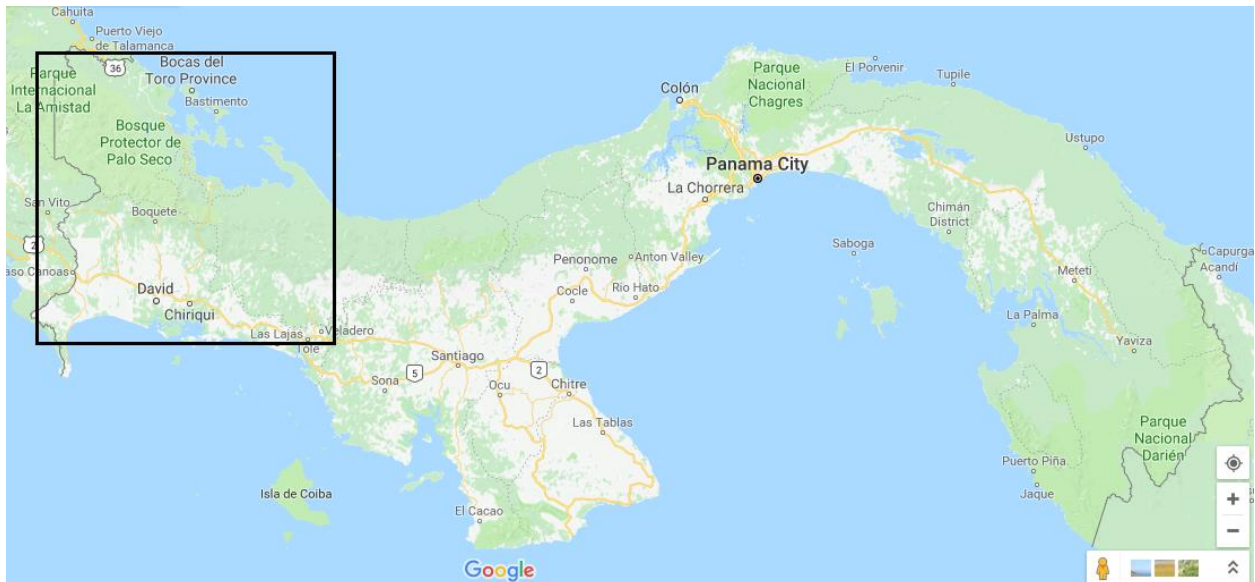 Cahuita
Puerto Viejo
de Talamanca
36
Bocas del
Toro Province
Parque
Internacional
La Amistad
Bastimento
Bosque
Protector de
Palo Seco
San Vito
Boquete
2
aso Canoas
David
Chiriqui
Las Lajas
Veladero
Tole
Colón
Parque
Nacional
Chagres
El Porvenir
Tupile
Ustupo
Panama City
La Chorrera
Chimán
District
Saboga
Capurga
Acandí
Penonome
Anton Valley
Cocle
Rio Hato
Meteti
La Palma
Yaviza
Santiago
5
2
Sona
Ocu
Chitre
Las Tablas
Parque
Nacional
Darién
Puerto Piña
Jaque
Isla de Coiba
El Cacao
Google